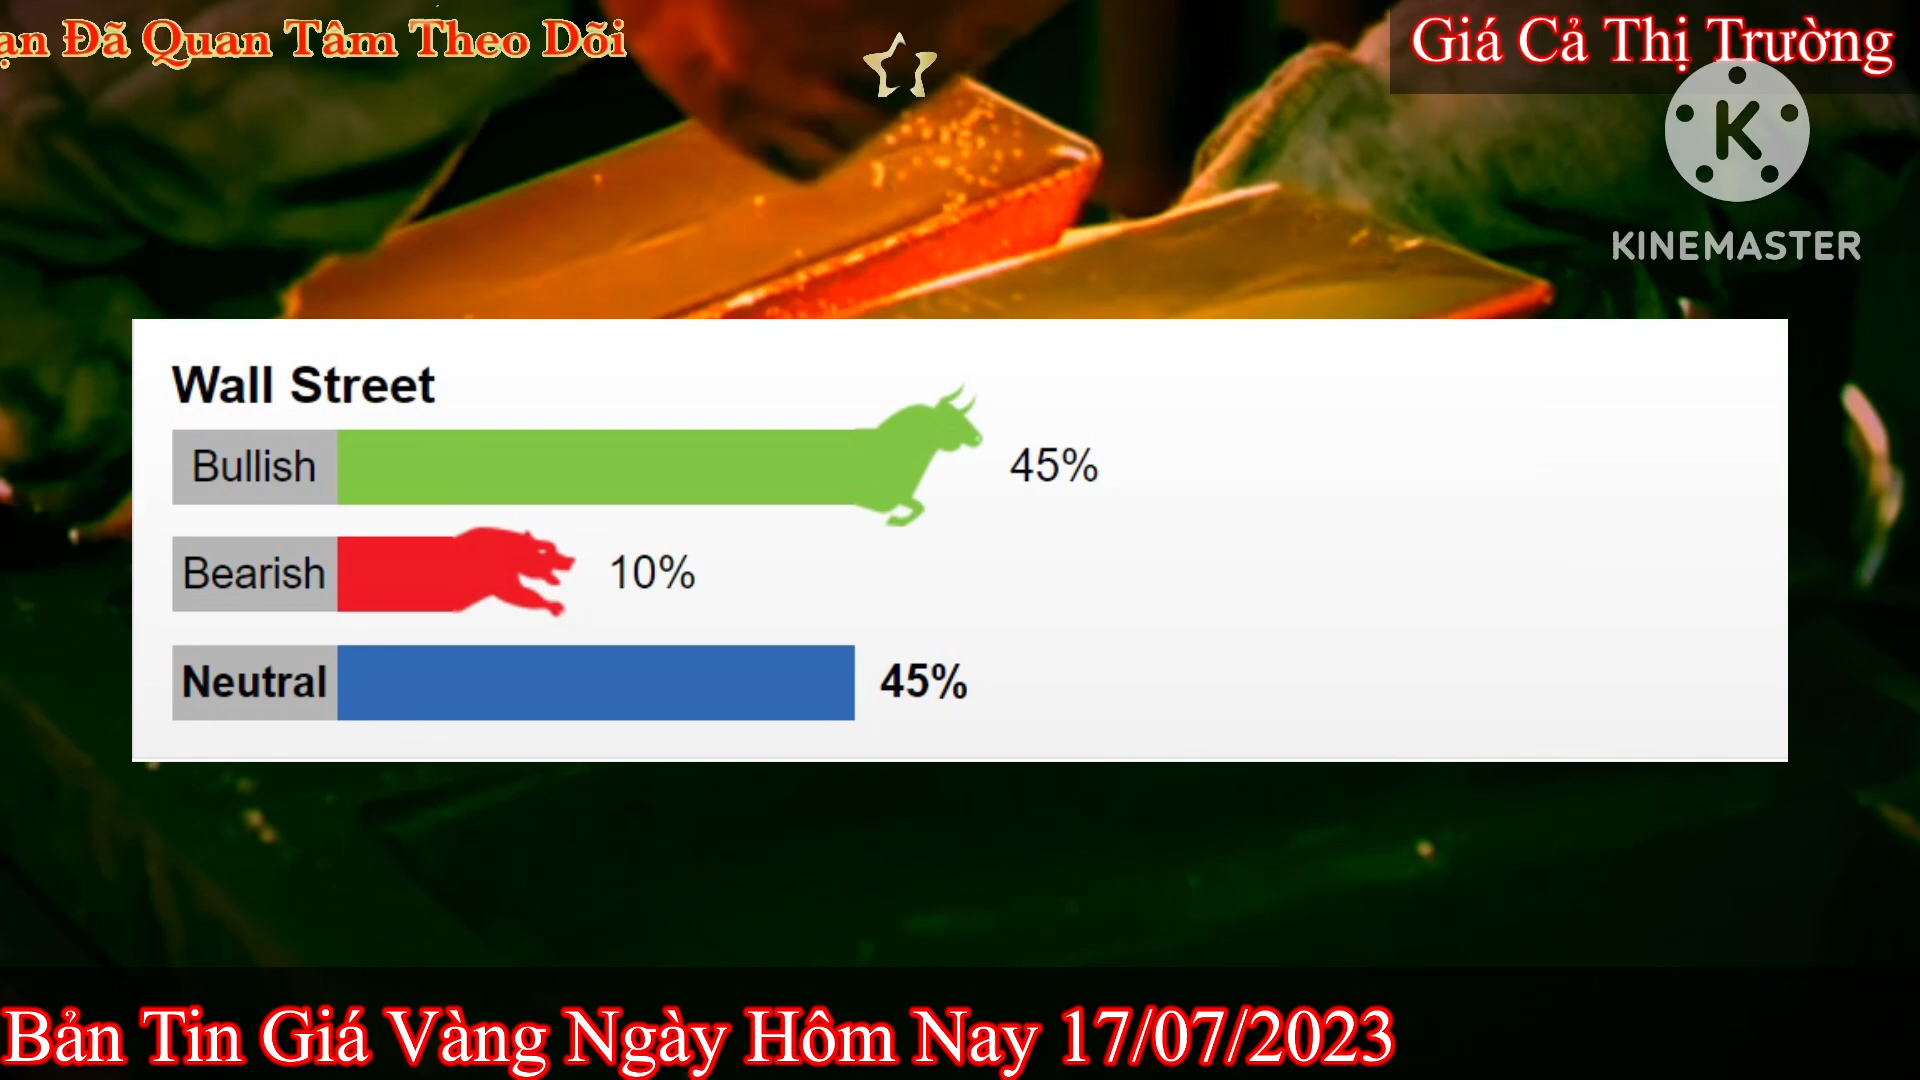 Đã Quan Tâm Theo Dõi
Giá Cả Thị Trường
K
KINEMASTER
Wall Street
Bullish 45%
Bearish 10%
Neutral 45%
Bản Tin Giá Vàng Ngày Hôm Nay 17/07/2023